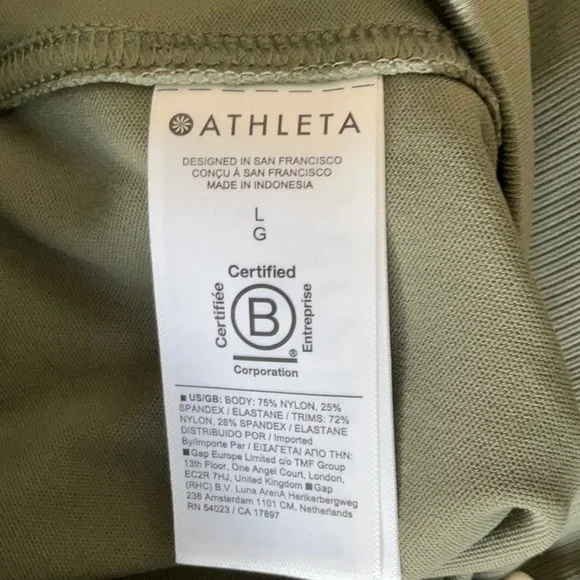 ATHLETA
DESIGNED IN SAN FRANCISCO
CONÇU À SAN FRANCISCO
MADE IN INDONESIA
L
G
Certified
Certifiée
B
Entreprise
®
Corporation
■ US/GB: BODY: 75% NYLON, 25%
SPANDEX / ELASTANE / TRIMS: 72%
NYLON, 28% SPANDEX / ELASTANE
DISTRIBUIDO POR / Imported
By/Importe Par / ΕΙΣΑΓΕΤΑΙ ΑΠΟ ΤΗΝ:
■Gap Europe Limited c/o TMF Group
13th Floor, One Angel Court, London,
EC2R 7HJ, United Kingdom ■Gap
(RHC) B.V. Luna ArenA Herikerbergweg
238 Amsterdam 1101 CM, Netherlands
RN 54023 / CA 17897